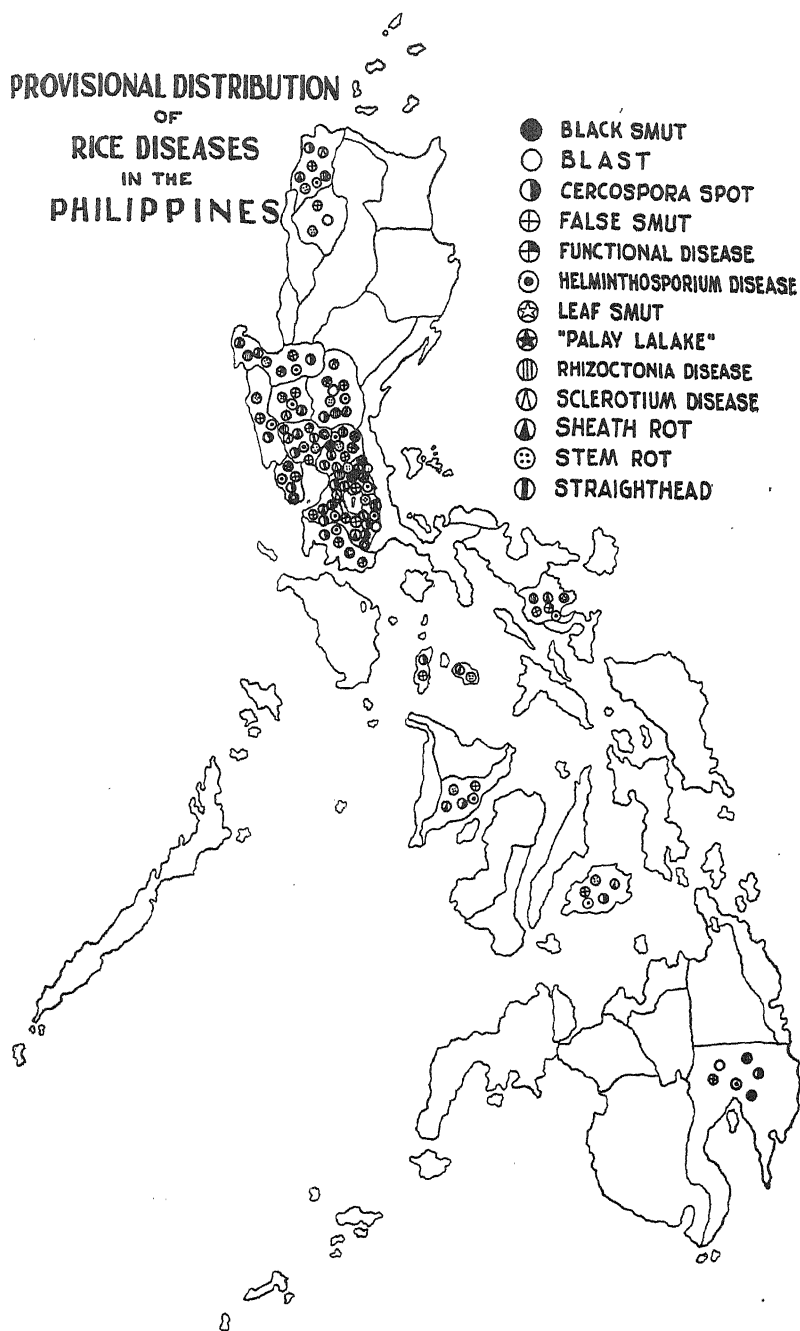 PROVISIONAL DISTRIBUTION
OF
RICE DISEASES
IN THE
PHILIPPINES
BLACK SMUT
BLAST
CERCOSPORA SPOT
FALSE SMUT
FUNCTIONAL DISEASE
HELMINTHOSPORIUM DISEASE
LEAF SMUT
"PALAY LALAKE"
RHIZOCTONIA DISEASE
SCLEROTIUM DISEASE
SHEATH ROT
STEM ROT
STRAIGHTHEAD